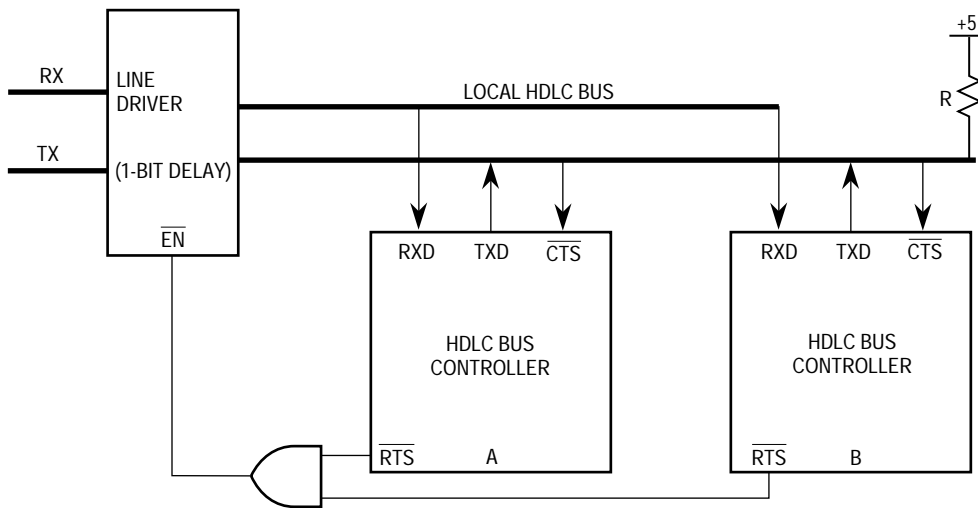 +5
RX
LINE
DRIVER
LOCAL HDLC BUS
R
TX
(1-BIT DELAY)
EN
RXD TXD CTS
RXD TXD CTS
HDLC BUS
CONTROLLER
HDLC BUS
CONTROLLER
RTS A
RTS B